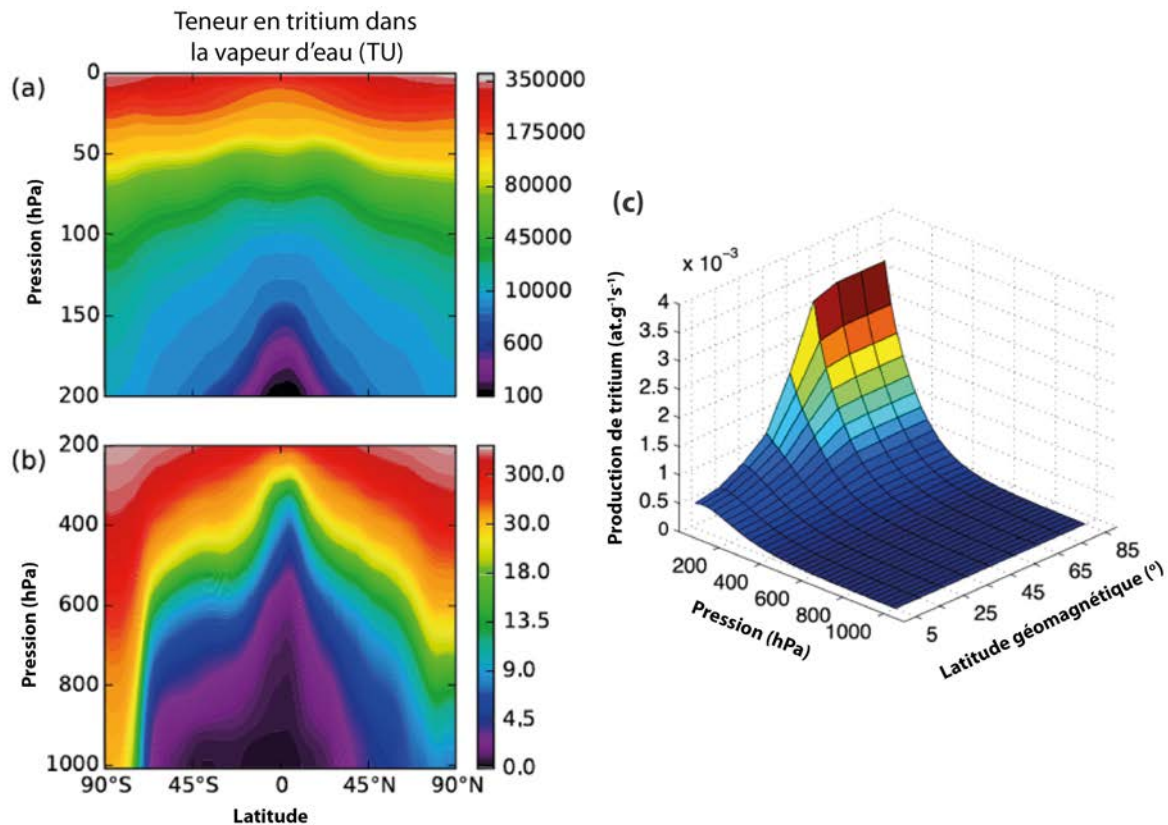 Teneur en tritium dans
la vapeur d'eau (TU)
(a)
0
50
100
150
200
Pression (hPa)
350000
175000
80000
45000
10000
600
100
(b)
200
400
600
800
1000
Pression (hPa)
300.0
30.0
18.0
13.5
9.0
4.5
0.0
90°S
45°S
0
45°N
90°N
Latitude
(c)
x 10⁻³
4
3.5
3
2.5
2
1.5
1
0.5
0
Production de tritium (at.g⁻¹s⁻¹)
200
400
600
800
1000
Pression (hPa)
5
25
45
65
85
Latitude géomagnétique (°)